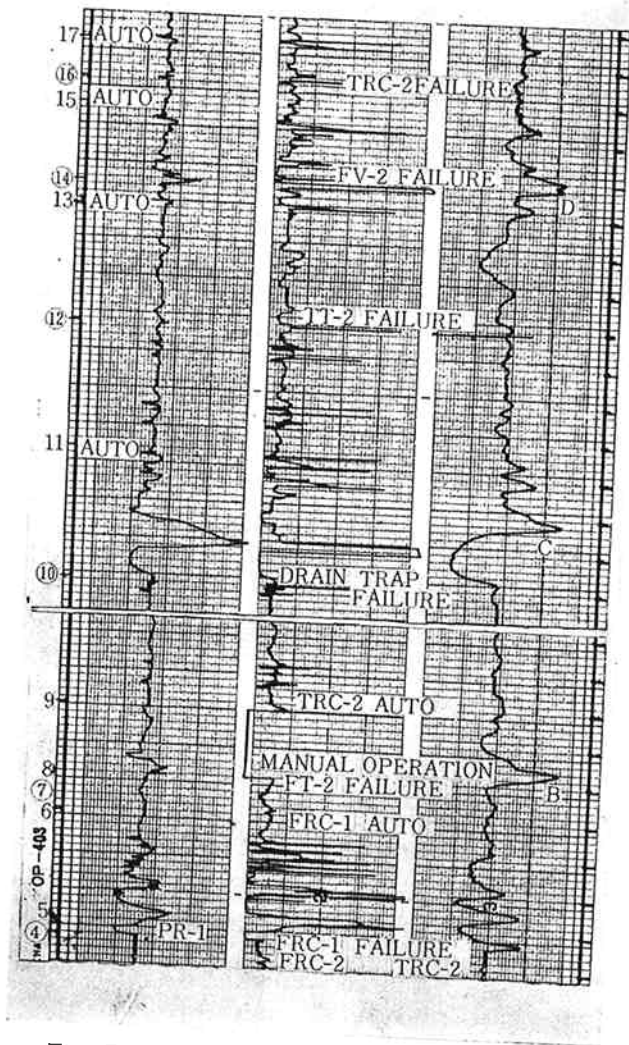 17 AUTO
⑯ TRC-2FAILURE
15 AUTO
⑭ FV-2 FAILURE
13 AUTO
D
⑫ TT-2 FAILURE
11 AUTO
C
⑩ DRAIN TRAP
FAILURE
9 TRC-2 AUTO
8 MANUAL OPERATION
⑦ FT-2 FAILURE
B
6 FRC-1 AUTO
OP-403
2
3
5
④ PR-1
FRC-1 FAILURE
FRC-2 TRC-2